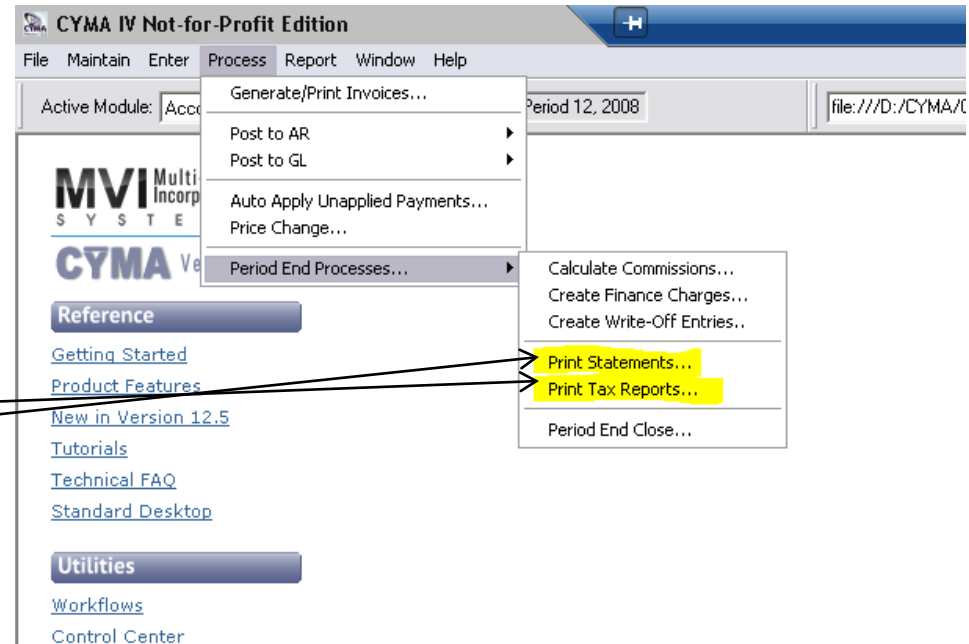 CYMA IV Not-for-Profit Edition
File Maintain Enter Process Report Window Help
Active Module: Period 12, 2008 file:///D:/CYMA/
Generate/Print Invoices...
Post to AR
Post to GL
Auto Apply Unapplied Payments...
Price Change...
Period End Processes...
Calculate Commissions...
Create Finance Charges...
Create Write-Off Entries..
Print Statements...
Print Tax Reports...
Period End Close...
MVI Multi
Incorp
S Y S T E
CYMA Ve
Reference
Getting Started
Product Features
New in Version 12.5
Tutorials
Technical FAQ
Standard Desktop
Utilities
Workflows
Control Center